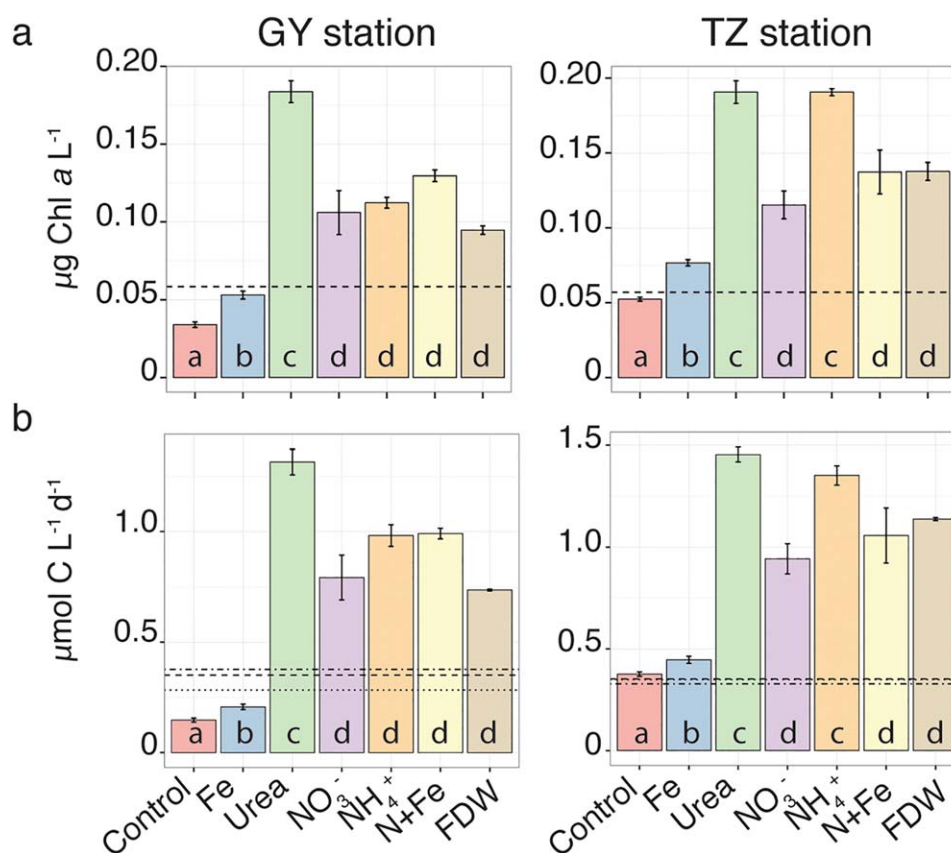 a
GY station
TZ station
µg Chl a L⁻¹
0.20
0.15
0.10
0.05
0
a b c d d d d
0.20
0.15
0.10
0.05
0
a b c d c d d
b
µmol C L⁻¹ d⁻¹
1.0
0.5
0
a b c d d d d
1.5
1.0
0.5
0
a b c d c d d
Control Fe Urea NO₃⁻ NH₄⁺ N+Fe FDW
Control Fe Urea NO₃⁻ NH₄⁺ N+Fe FDW